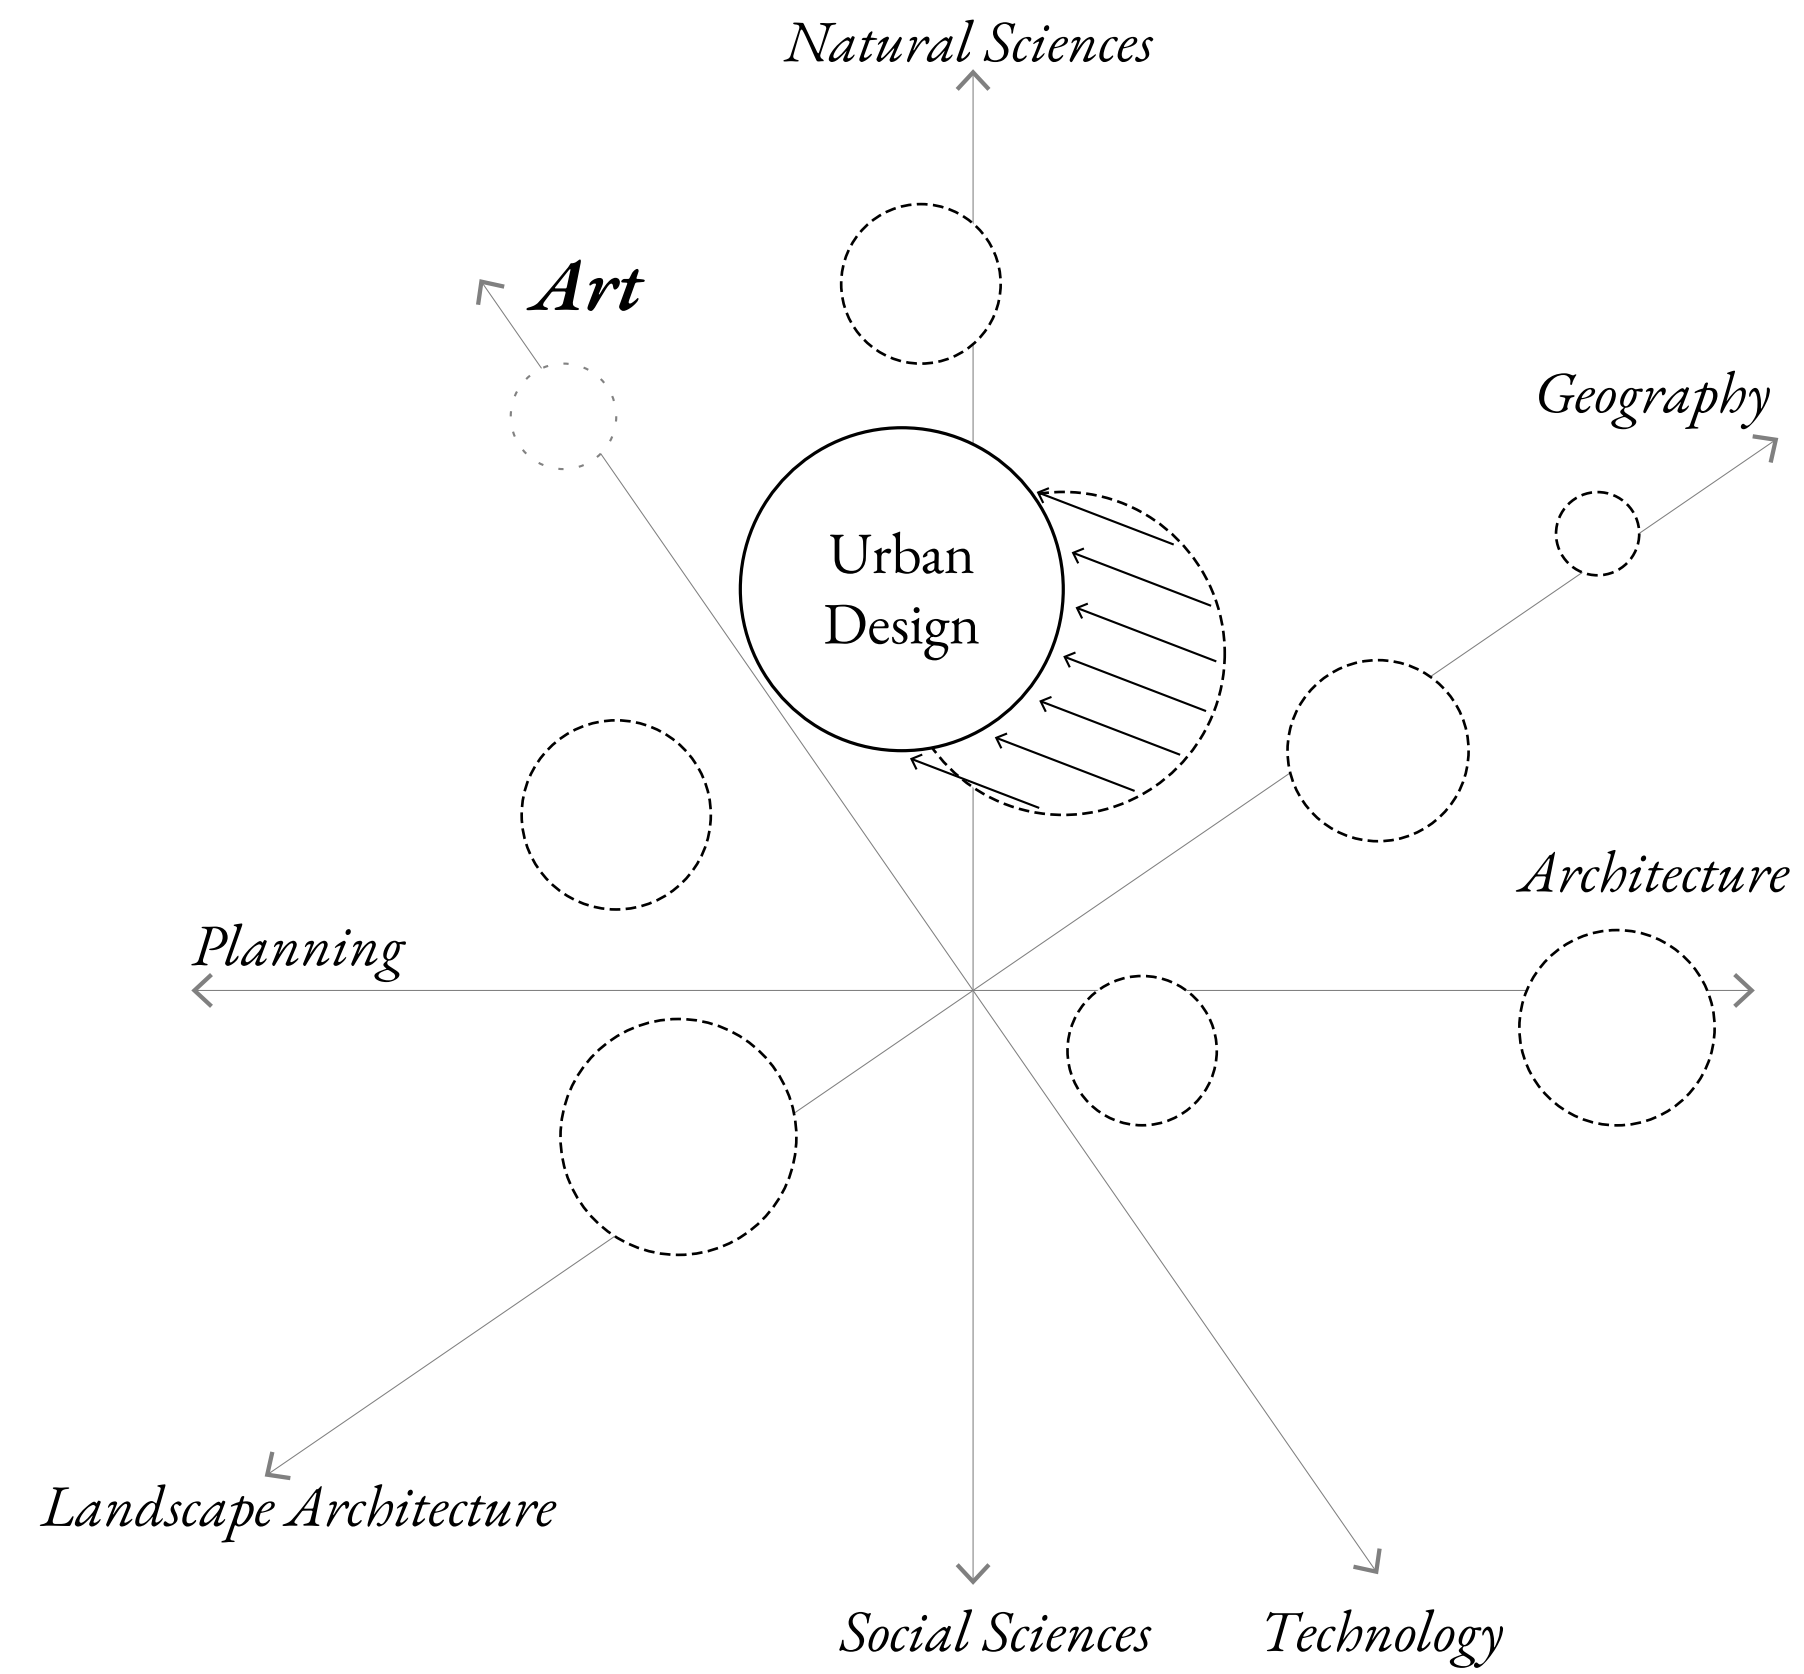 Natural Sciences
Art
Geography
Urban
Design
Architecture
Planning
Landscape Architecture
Social Sciences
Technology